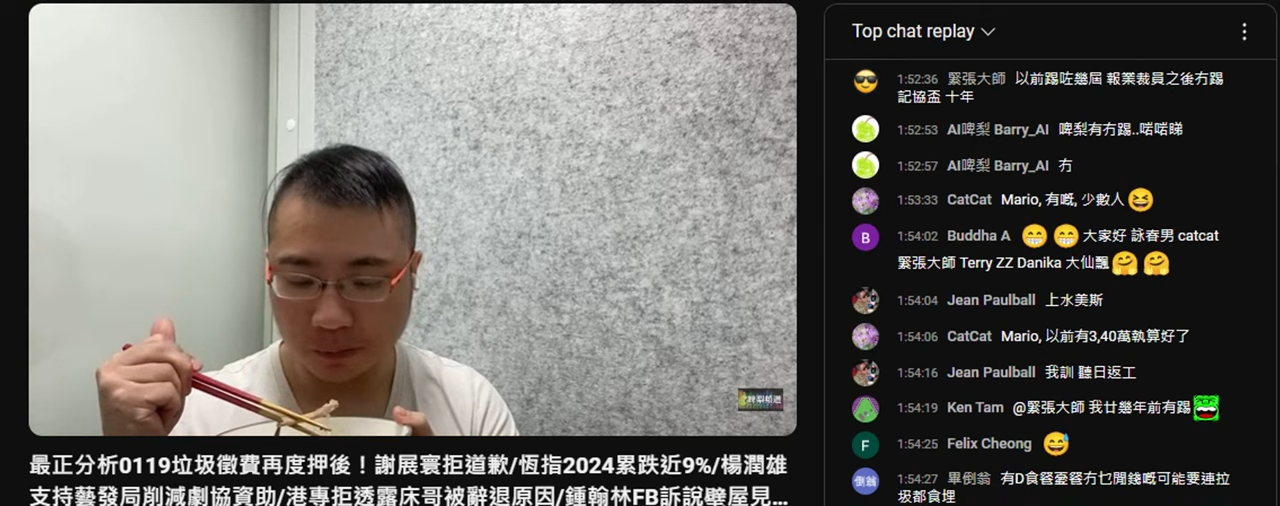 最正分析0119垃圾徵費再度押後！謝展寰拒道歉/恆指2024累跌近9%/楊潤雄
支持藝發局削減劇協資助/港專拒透露床哥被辭退原因/鍾翰林FB訴說壁屋見...
Top chat replay
1:52:36 緊張大師 以前踢咗幾屆 報業裁員之後冇踢
記協盃 十年
1:52:53 AI啤梨 Barry_AI 啤梨有冇踢..啱啱睇
1:52:57 AI啤梨 Barry_AI 冇
1:53:33 CatCat Mario, 有嘅, 少數人
B 1:54:02 Buddha A 大家好 詠春男 catcat
緊張大師 Terry ZZ Danika 大仙飄
1:54:04 Jean Paulball 上水美斯
1:54:06 CatCat Mario, 以前有3,40萬執算好了
1:54:16 Jean Paulball 我訓 聽日返工
1:54:19 Ken Tam @緊張大師 我廿幾年前有踢
F 1:54:25 Felix Cheong
倒翁 1:54:27 畢倒翁 有D食餐憂餐冇乜閒錢嘅可能要連垃
圾都食埋